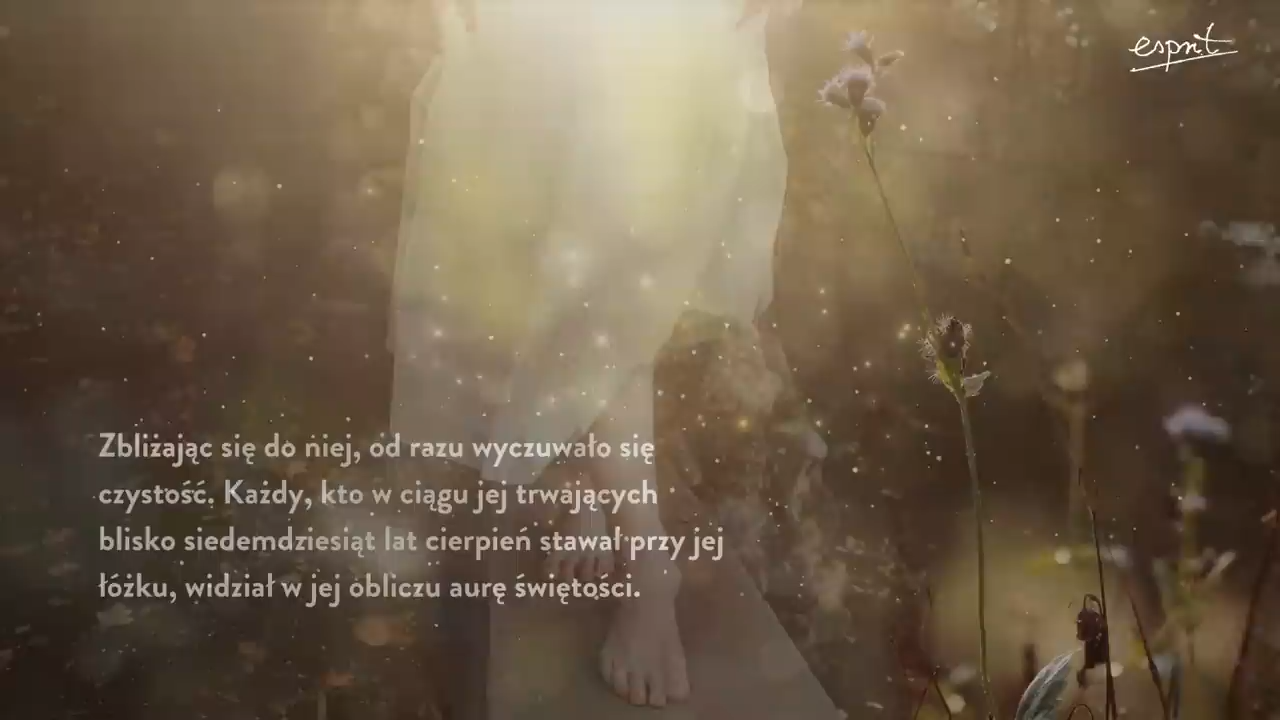 esprit
Zbliżając się do niej, od razu wyczuwało się
czystość. Każdy, kto w ciągu jej trwających
blisko siedemdziesiąt lat cierpień stawał przy jej
łóżku, widział w jej obliczu aurę świętości.